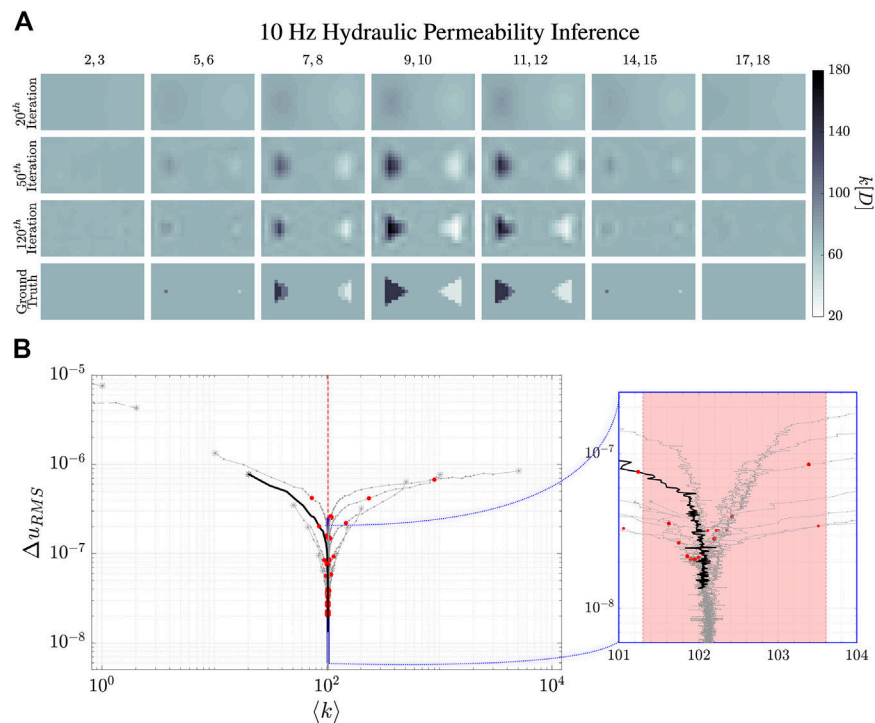 A
10 Hz Hydraulic Permeability Inference
2, 3 5, 6 7, 8 9, 10 11, 12 14, 15 17, 18
20th
Iteration
50th
Iteration
120th
Iteration
Ground
Truth
180
140
100
60
20
k[D]
B
10^-5
10^-6
10^-7
10^-8
Δu_RMS
10^0 10^2 10^4
⟨k⟩
10^-7
10^-8
101 102 103 104